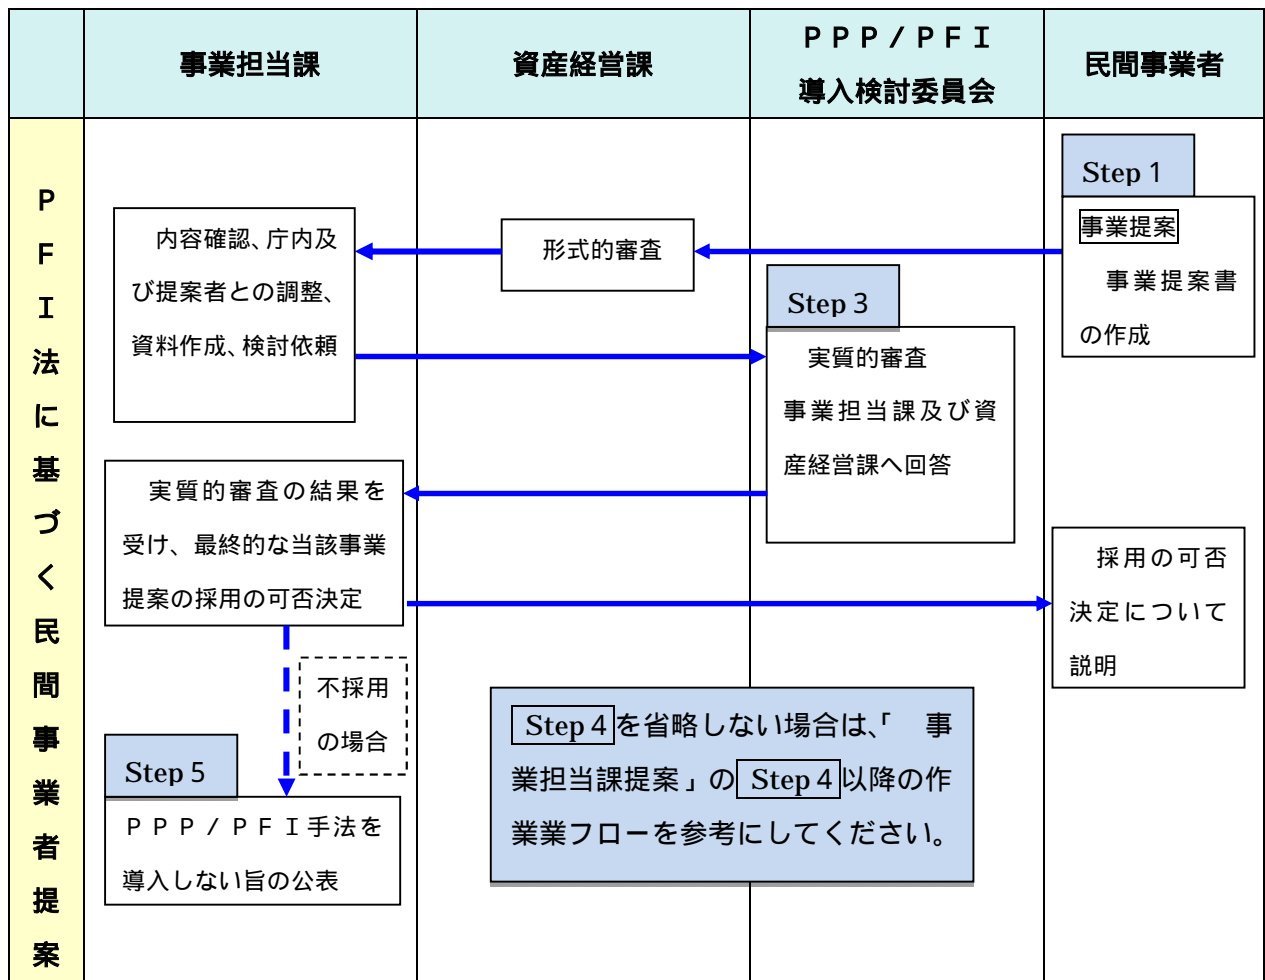 事業担当課
資産経営課
ＰＰＰ/ＰＦＩ
導入検討委員会
民間事業者
ＰＦＩ法に基づく民間事業者提案
Step 1
事業提案
事業提案書
の作成
形式的審査
内容確認、庁内及
び提案者との調整、
資料作成、検討依頼
Step 3
実質的審査
事業担当課及び資
産経営課へ回答
実質的審査の結果を
受け、最終的な当該事業
提案の採用の可否決定
採用の可否
決定について
説明
不採用
の場合
Step 5
ＰＰＰ/ＰＦＩ手法を
導入しない旨の公表
Step 4を省略しない場合は、「　事
業担当課提案」の Step 4以降の作
業業フローを参考にしてください。